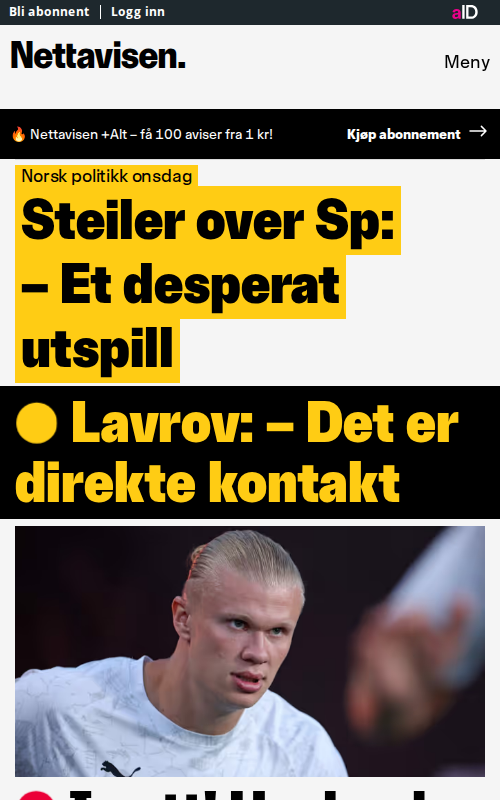 Bli abonnent | Logg inn
aID
Nettavisen.
Meny
🔥 Nettavisen +Alt – få 100 aviser fra 1 kr!
Kjøp abonnement →
Norsk politikk onsdag
Steiler over Sp:
– Et desperat
utspill
Lavrov: – Det er
direkte kontakt